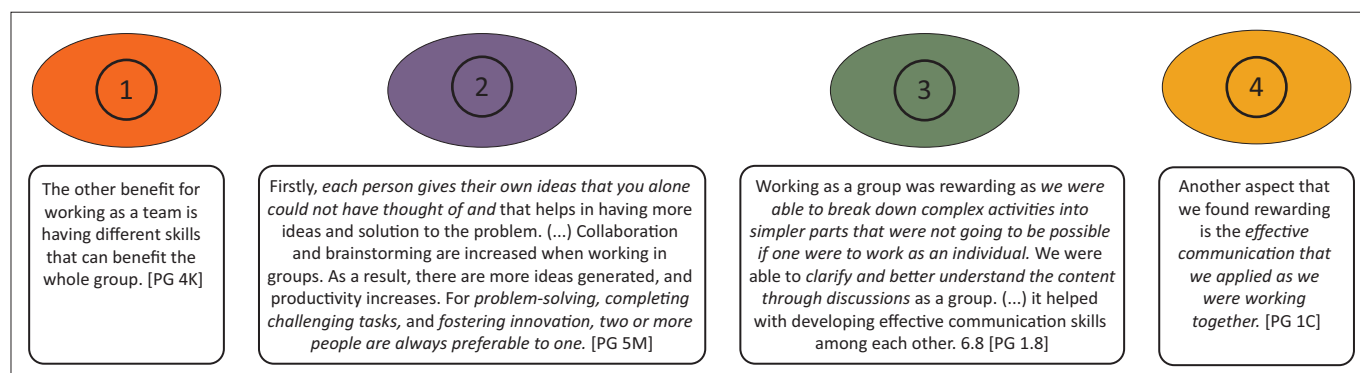 1
2
3
4
The other benefit for
working as a team is
having different skills
that can benefit the
whole group. [PG 4K]
Firstly, each person gives their own ideas that you alone
could not have thought of and that helps in having more
ideas and solution to the problem. (...) Collaboration
and brainstorming are increased when working in
groups. As a result, there are more ideas generated, and
productivity increases. For problem-solving, completing
challenging tasks, and fostering innovation, two or more
people are always preferable to one. [PG 5M]
Working as a group was rewarding as we were
able to break down complex activities into
simpler parts that were not going to be possible
if one were to work as an individual. We were
able to clarify and better understand the content
through discussions as a group. (...) it helped
with developing effective communication skills
among each other. 6.8 [PG 1.8]
Another aspect that
we found rewarding
is the effective
communication that
we applied as we
were working
together. [PG 1C]